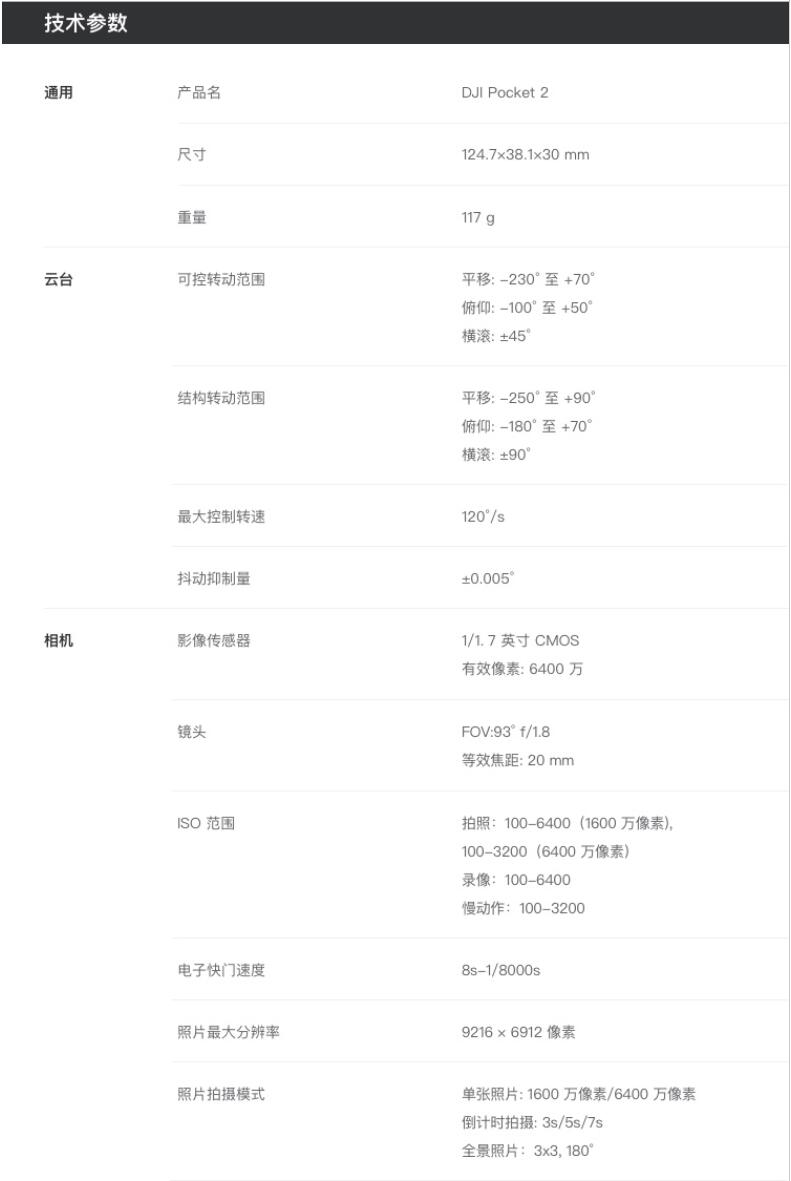 技术参数
通用 产品名 DJI Pocket 2
尺寸 124.7×38.1×30 mm
重量 117 g
云台 可控转动范围 平移: –230° 至 +70°
俯仰: –100° 至 +50°
横滚: ±45°
结构转动范围 平移: –250° 至 +90°
俯仰: –180° 至 +70°
横滚: ±90°
最大控制转速 120°/s
抖动抑制量 ±0.005°
相机 影像传感器 1/1. 7 英寸 CMOS
有效像素: 6400 万
镜头 FOV:93° f/1.8
等效焦距: 20 mm
ISO 范围 拍照：100–6400（1600 万像素),
100–3200（6400 万像素）
录像：100–6400
慢动作：100–3200
电子快门速度 8s–1/8000s
照片最大分辨率 9216 × 6912 像素
照片拍摄模式 单张照片: 1600 万像素/6400 万像素
倒计时拍摄: 3s/5s/7s
全景照片：3x3, 180°